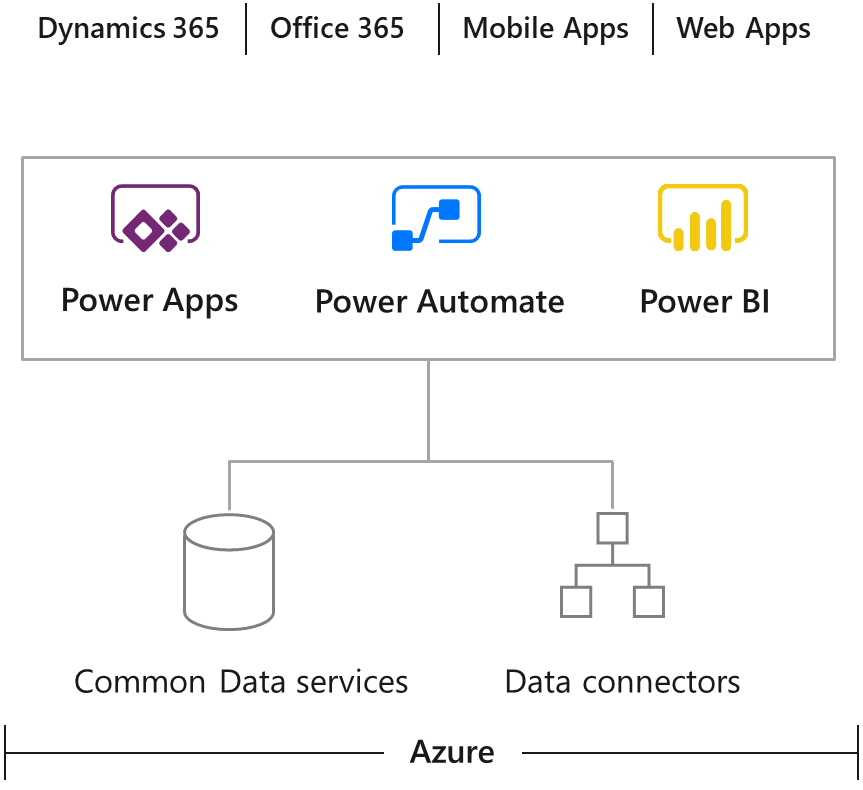 Dynamics 365 Office 365 Mobile Apps Web Apps
Power Apps Power Automate Power BI
Common Data services Data connectors
Azure